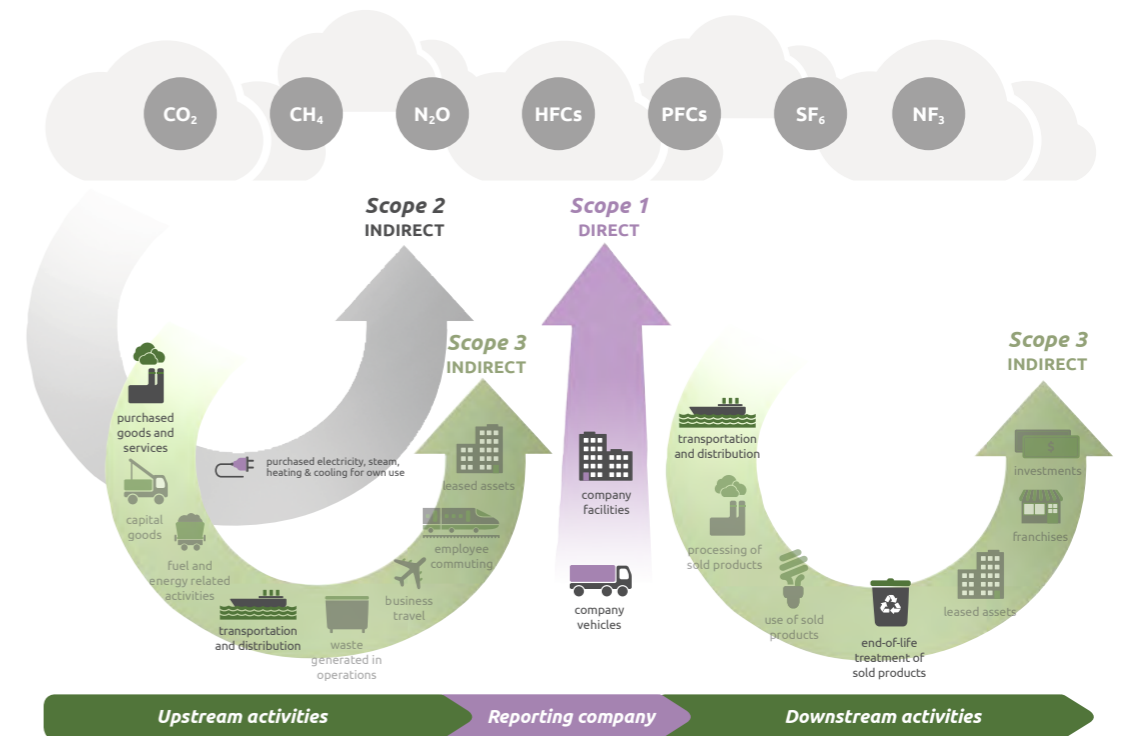 CO₂
CH₄
N₂O
HFCs
PFCs
SF₆
NF₃
Scope 2
INDIRECT
Scope 1
DIRECT
Scope 3
INDIRECT
Scope 3
INDIRECT
purchased
goods and
services
capital
goods
fuel and
energy related
activities
transportation
and distribution
waste
generated in
operations
business
travel
employee
commuting
leased assets
purchased electricity, steam,
heating & cooling for own use
company
facilities
company
vehicles
transportation
and distribution
processing of
sold products
use of sold
products
end-of-life
treatment of
sold products
leased assets
franchises
$
investments
Upstream activities
Reporting company
Downstream activities